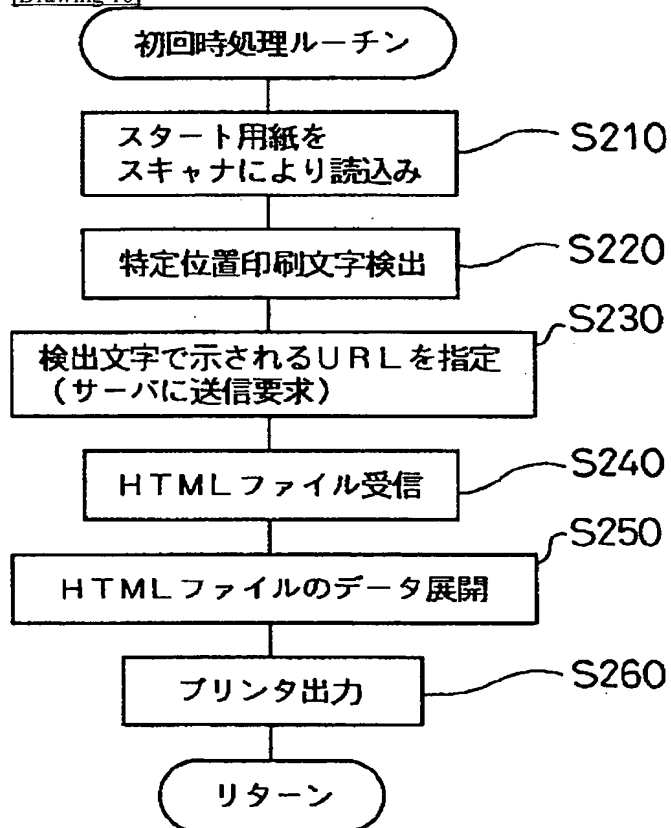 初回時処理ルーチン
スタート用紙を
スキャナにより読込み
S210
特定位置印刷文字検出
S220
S230
検出文字で示されるURLを指定
(サーバに送信要求)
S240
HTMLファイル受信
S250
HTMLファイルのデータ展開
S260
プリンタ出力
リターン